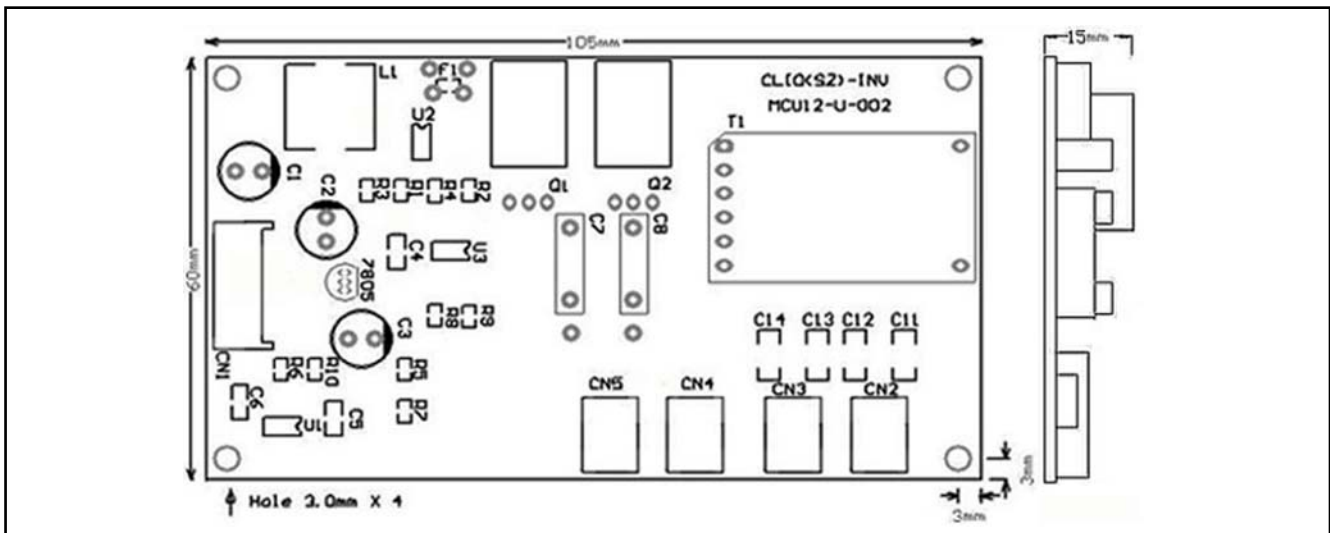 105mm
15mm
60mm
L1
F1
CL(Q(S2)-INV
MCU12-U-002
U2
T1
C1
C2
R3
R1
R4
R2
Q1
Q2
C7
C8
C4
U3
7805
R8
R9
C3
C14
C13
C12
C11
CN1
R6
R10
R5
CN5
CN4
CN3
CN2
C6
U1
C5
R7
3mm
3mm
Hole 3.0mm X 4